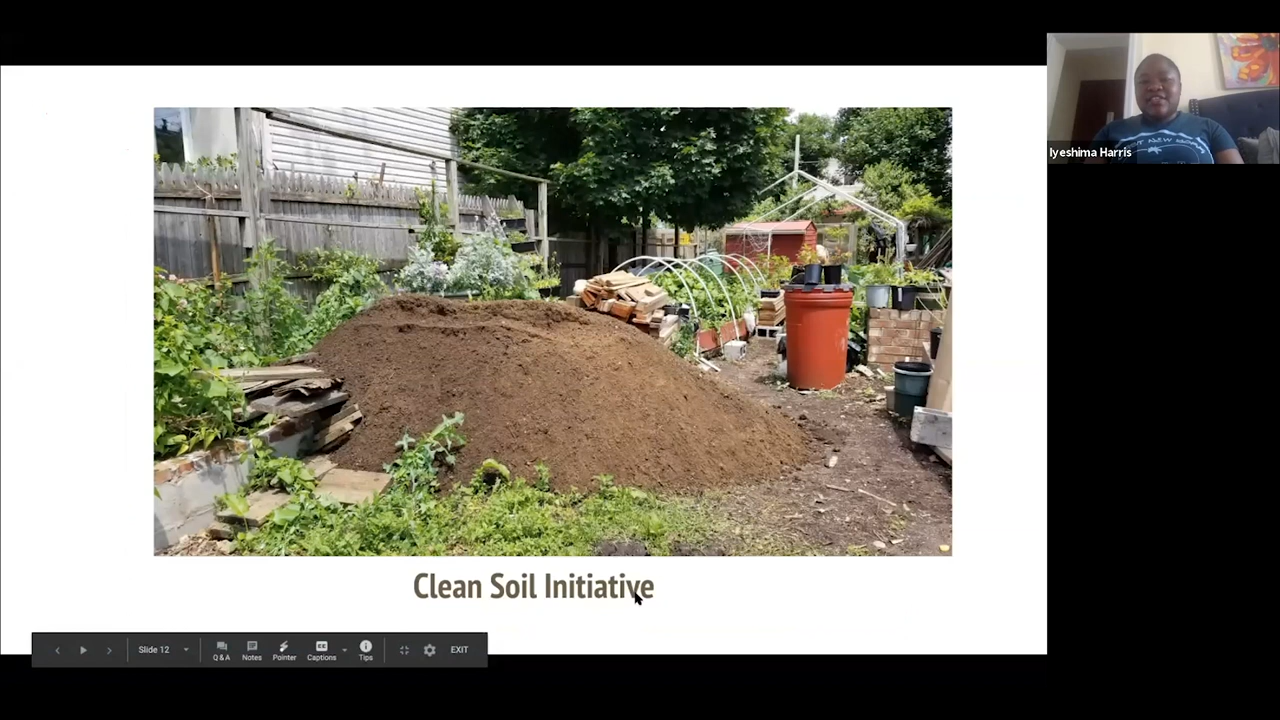 Iyeshima Harris
Clean Soil Initiative
Slide 12
Q&A
Notes
Pointer
Captions
Tips
EXIT